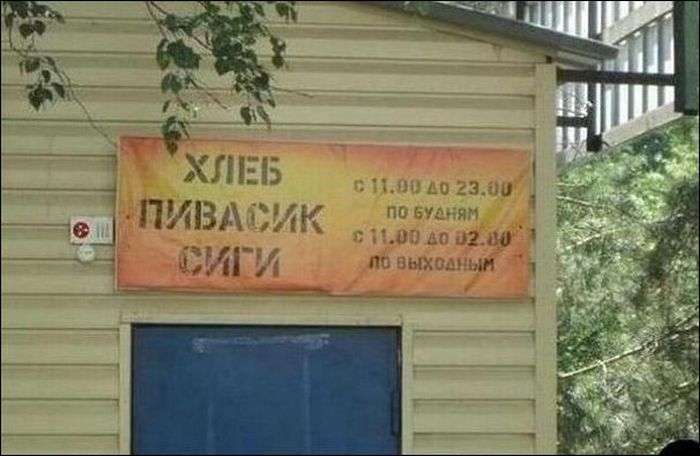 ХЛЕБ
ПИВАСИК
СИГИ
с 11.00 до 23.00
по будням
с 11.00 до 02.00
по выходным